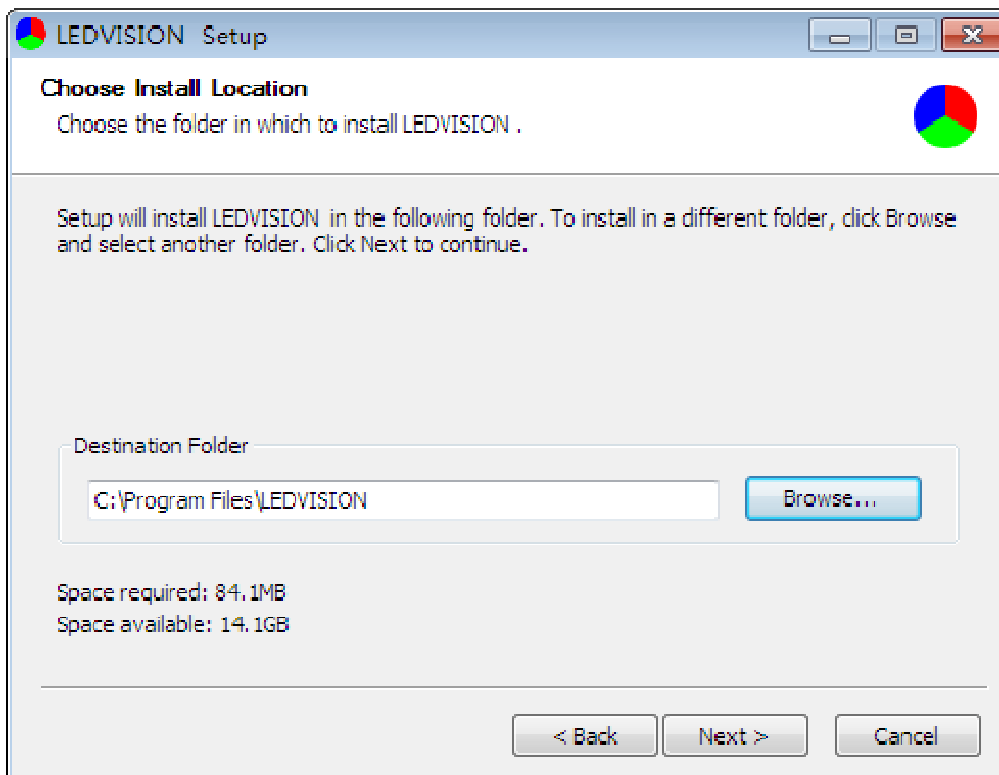 LEDVISION Setup
Choose Install Location
Choose the folder in which to install LEDVISION .
Setup will install LEDVISION in the following folder. To install in a different folder, click Browse
and select another folder. Click Next to continue.
Destination Folder
C:\Program Files\LEDVISION
Browse...
Space required: 84.1MB
Space available: 14.1GB
< Back
Next >
Cancel